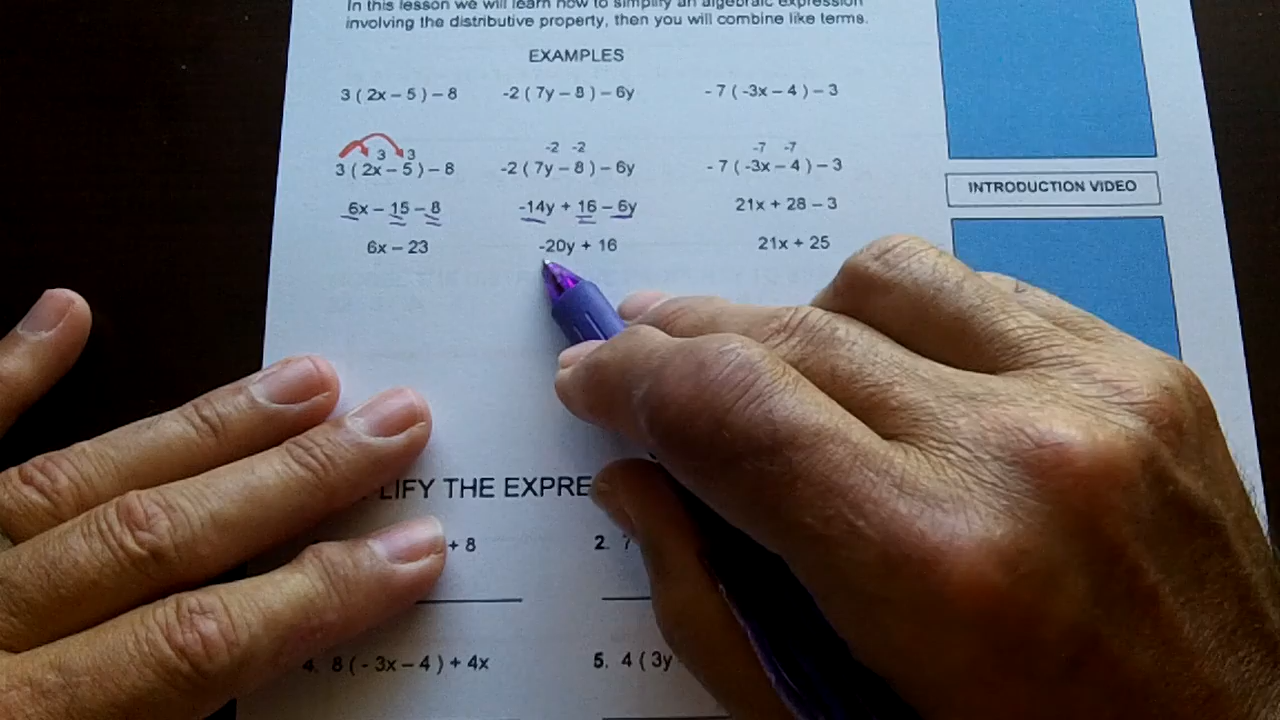 In this lesson we will learn how to simplify an algebraic expression
involving the distributive property, then you will combine like terms.
EXAMPLES
3 ( 2x – 5 ) – 8
-2 ( 7y – 8 ) – 6y
- 7 ( -3x – 4 ) – 3
3 3
3 ( 2x – 5 ) – 8
-2 -2
-2 ( 7y – 8 ) – 6y
-7 -7
- 7 ( -3x – 4 ) – 3
6x – 15 – 8
-14y + 16 – 6y
21x + 28 – 3
6x – 23
-20y + 16
21x + 25
INTRODUCTION VIDEO
LIFY THE EXPRE
+ 8
2. 7
4. 8 ( - 3x – 4 ) + 4x
5. 4 ( 3y